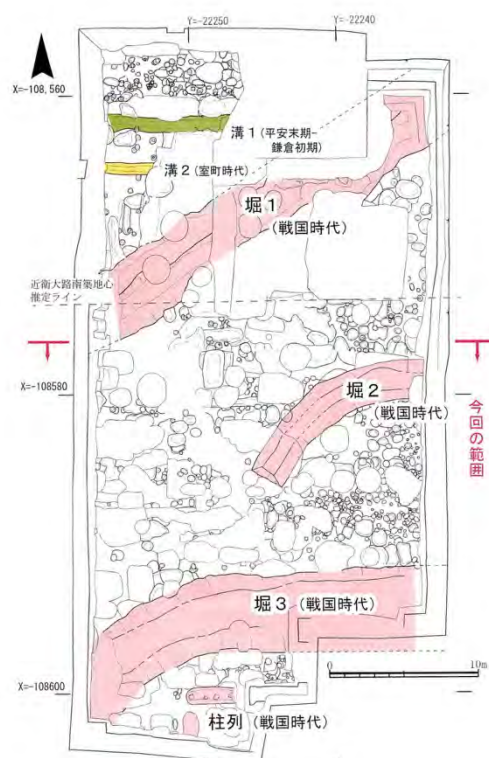 Y=-22250
Y=-22240
X=-108,560
溝1(平安末期-
鎌倉初期)
溝2(室町時代)
堀1
(戦国時代)
近衛大路南築地心
推定ライン
X=-108580
堀2
(戦国時代)
今回の範囲
堀3(戦国時代)
0
10m
X=-108600
柱列(戦国時代)